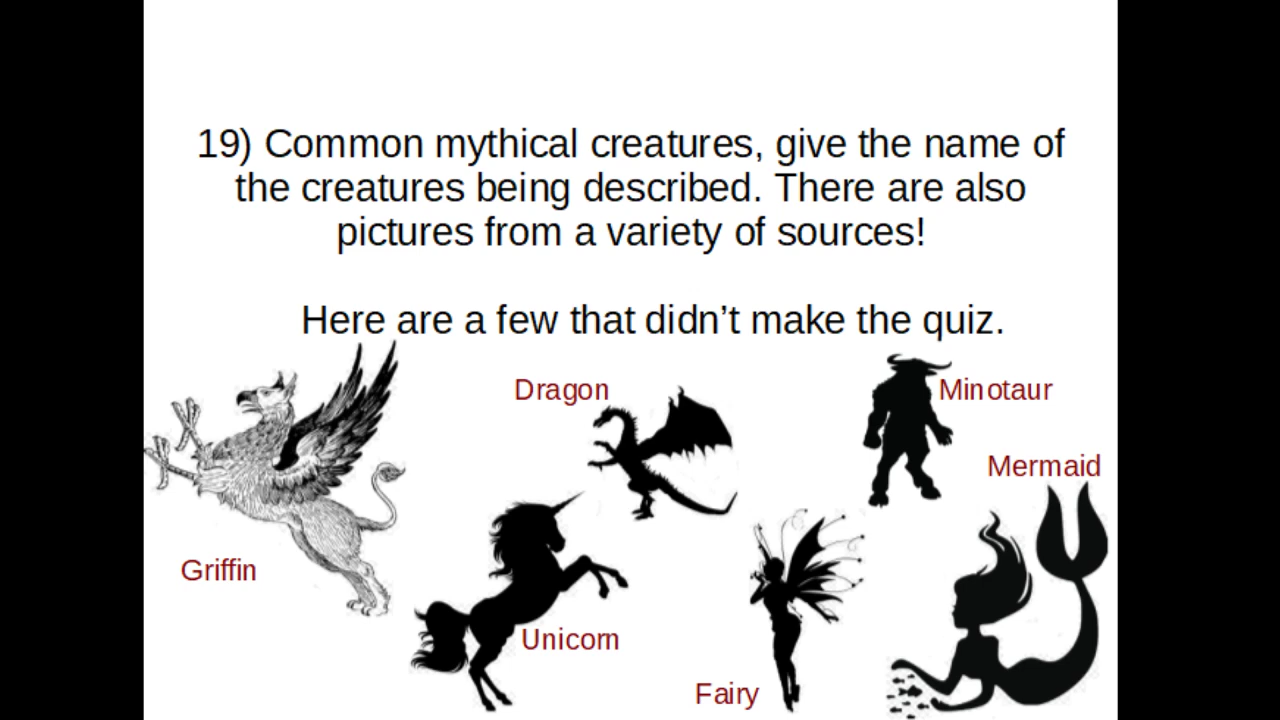 19) Common mythical creatures, give the name of
the creatures being described. There are also
pictures from a variety of sources!
Here are a few that didn’t make the quiz.
Dragon
Minotaur
Mermaid
Griffin
Unicorn
Fairy